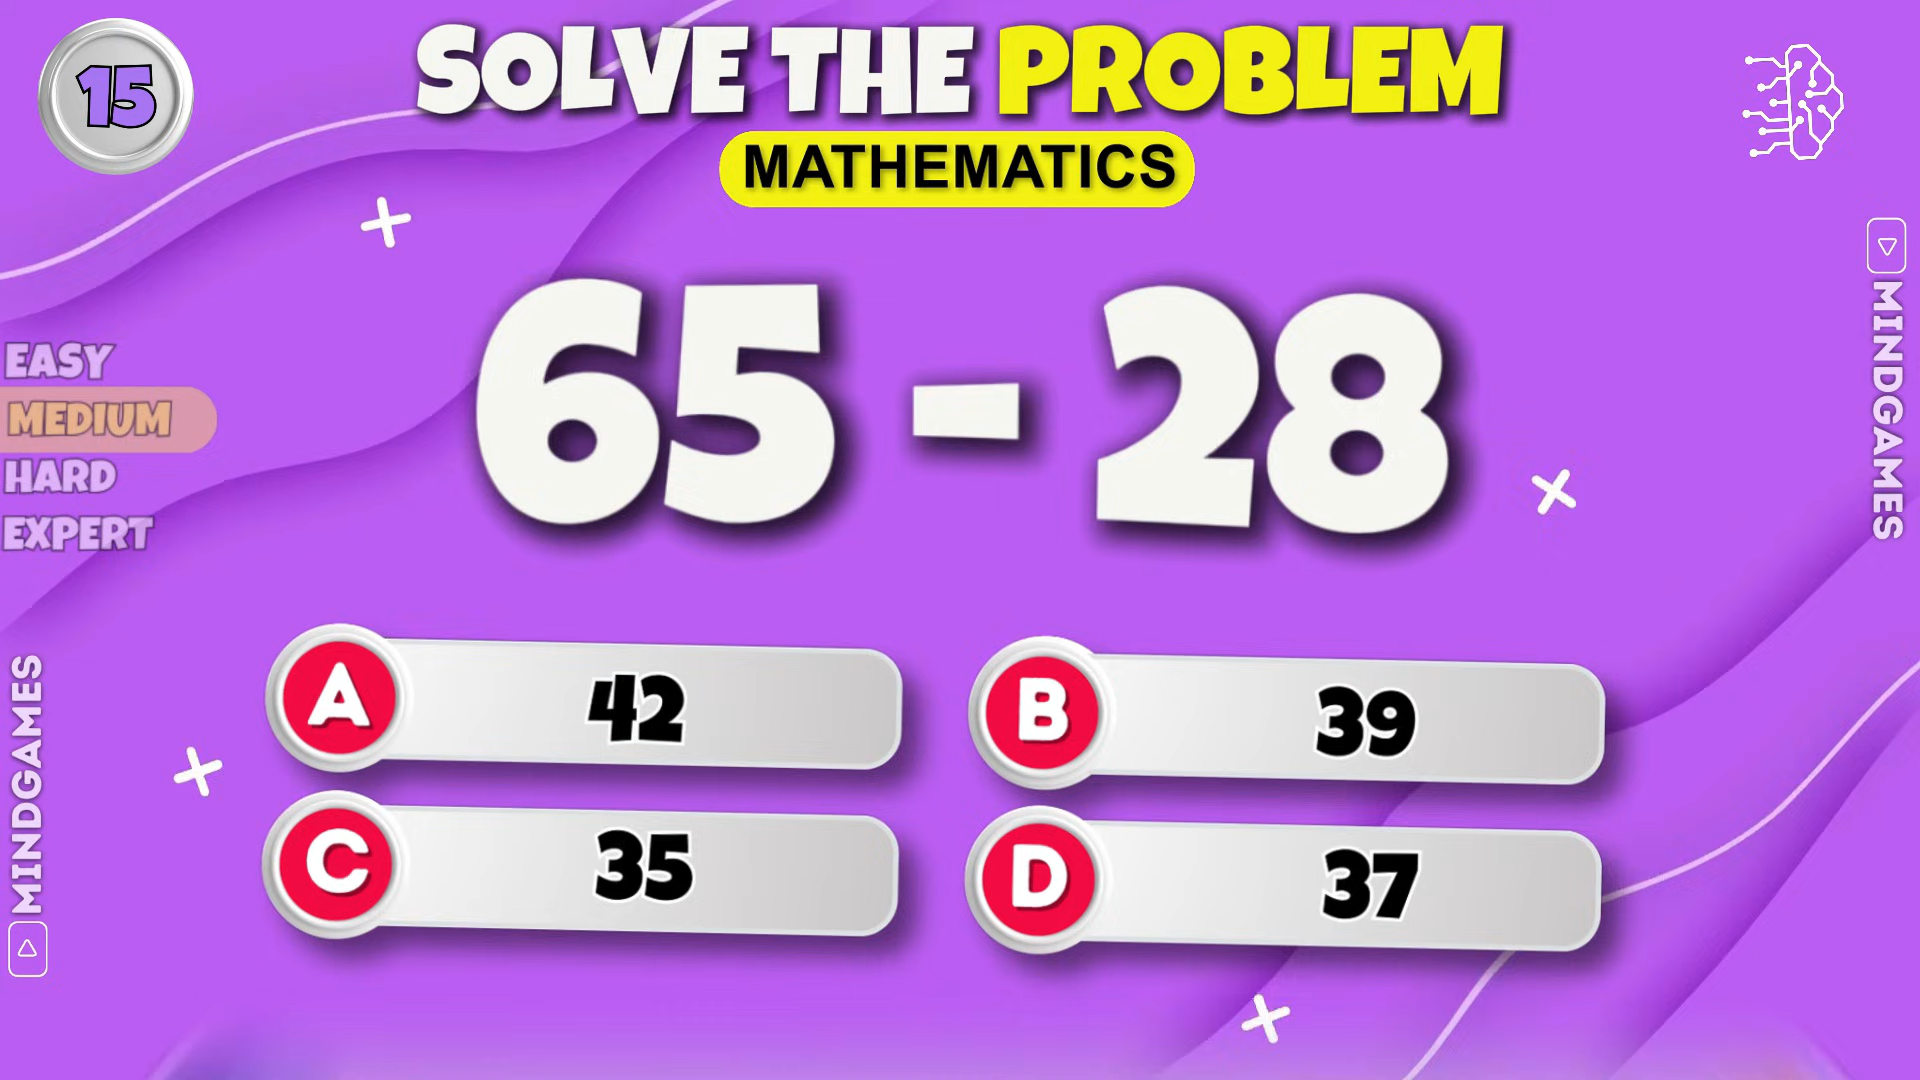 15
SOLVE THE PROBLEM
MATHEMATICS
65 - 28
EASY
MEDIUM
HARD
EXPERT
MINDGAMES
MINDGAMES
A 42
B 39
C 35
D 37